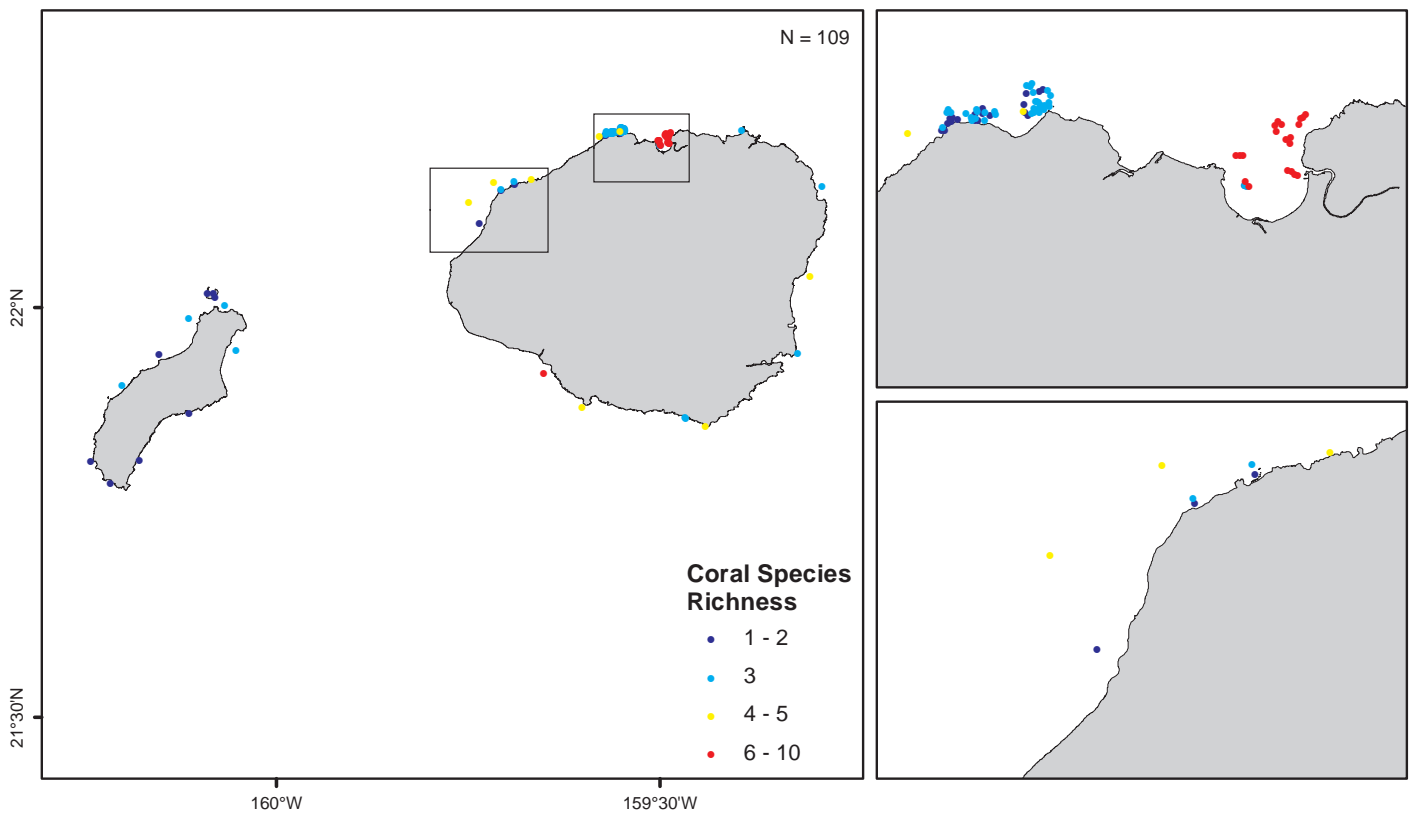 N = 109
22°N
21°30'N
160°W
159°30'W
Coral Species
Richness
1 - 2
3
4 - 5
6 - 10